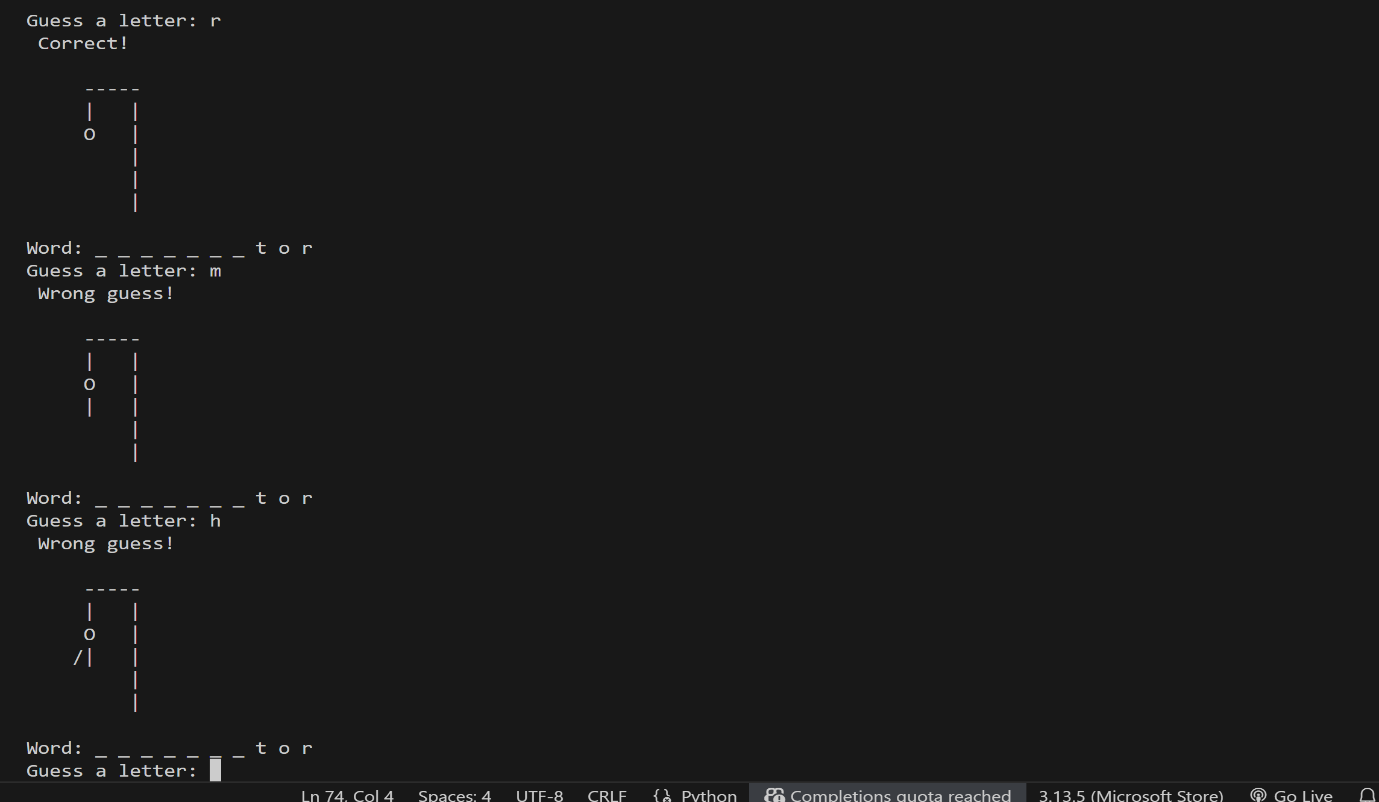 Guess a letter: r
 Correct!
     -----
     |   |
     O   |
         |
         |
         |
Word: _ _ _ _ _ _ _ t o r
Guess a letter: m
 Wrong guess!
     -----
     |   |
     O   |
     |   |
         |
         |
Word: _ _ _ _ _ _ _ t o r
Guess a letter: h
 Wrong guess!
     -----
     |   |
     O   |
    /|   |
         |
         |
Word: _ _ _ _ _ _ _ t o r
Guess a letter:
Ln 74, Col 4 Spaces: 4 UTF-8 CRLF {} Python Completions quota reached 3.13.5 (Microsoft Store) Go Live